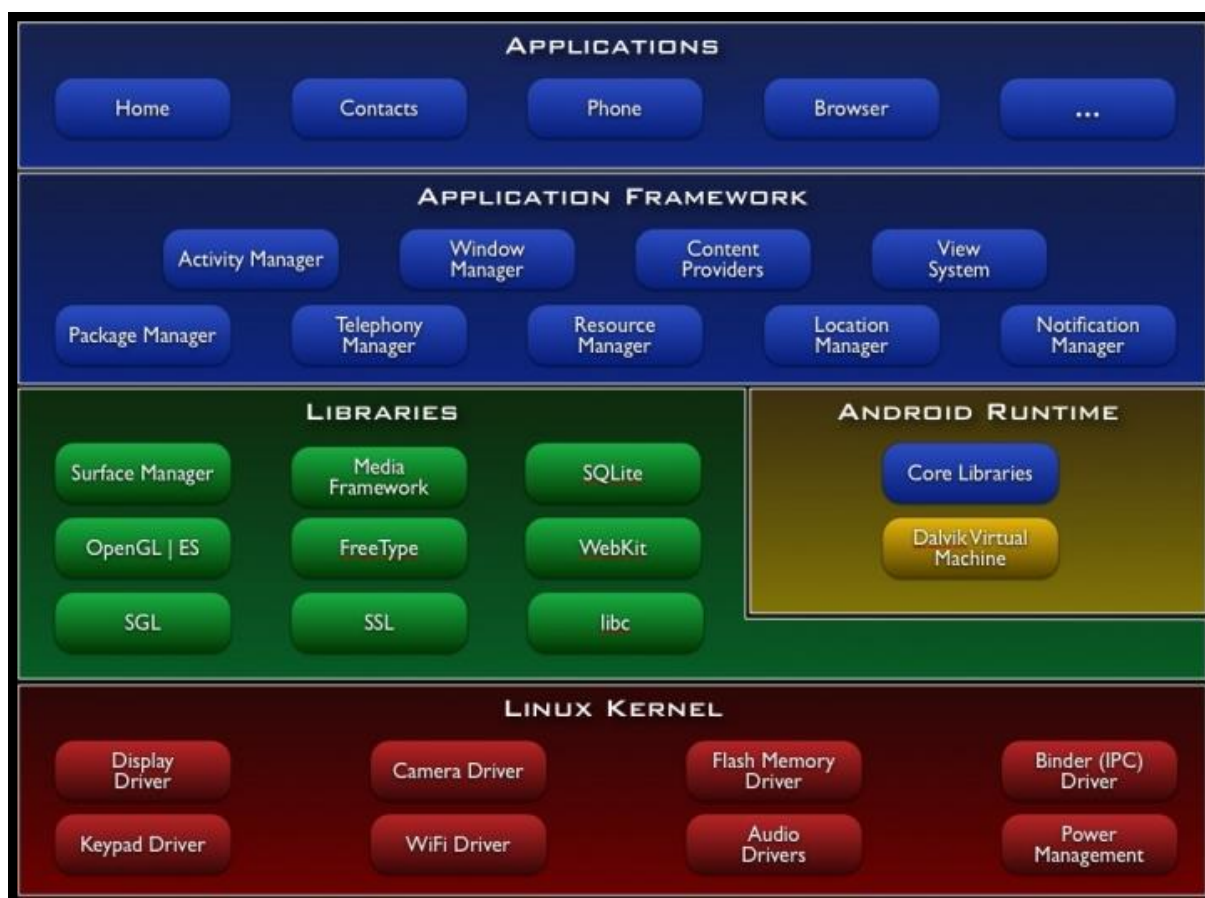 APPLICATIONS
Home
Contacts
Phone
Browser
...
APPLICATION FRAMEWORK
Activity Manager
Window
Manager
Content
Providers
View
System
Package Manager
Telephony
Manager
Resource
Manager
Location
Manager
Notification
Manager
LIBRARIES
Surface Manager
Media
Framework
SQLite
OpenGL | ES
FreeType
WebKit
SGL
SSL
libc
ANDROID RUNTIME
Core Libraries
Dalvik Virtual
Machine
LINUX KERNEL
Display
Driver
Camera Driver
Flash Memory
Driver
Binder (IPC)
Driver
Keypad Driver
WiFi Driver
Audio
Drivers
Power
Management